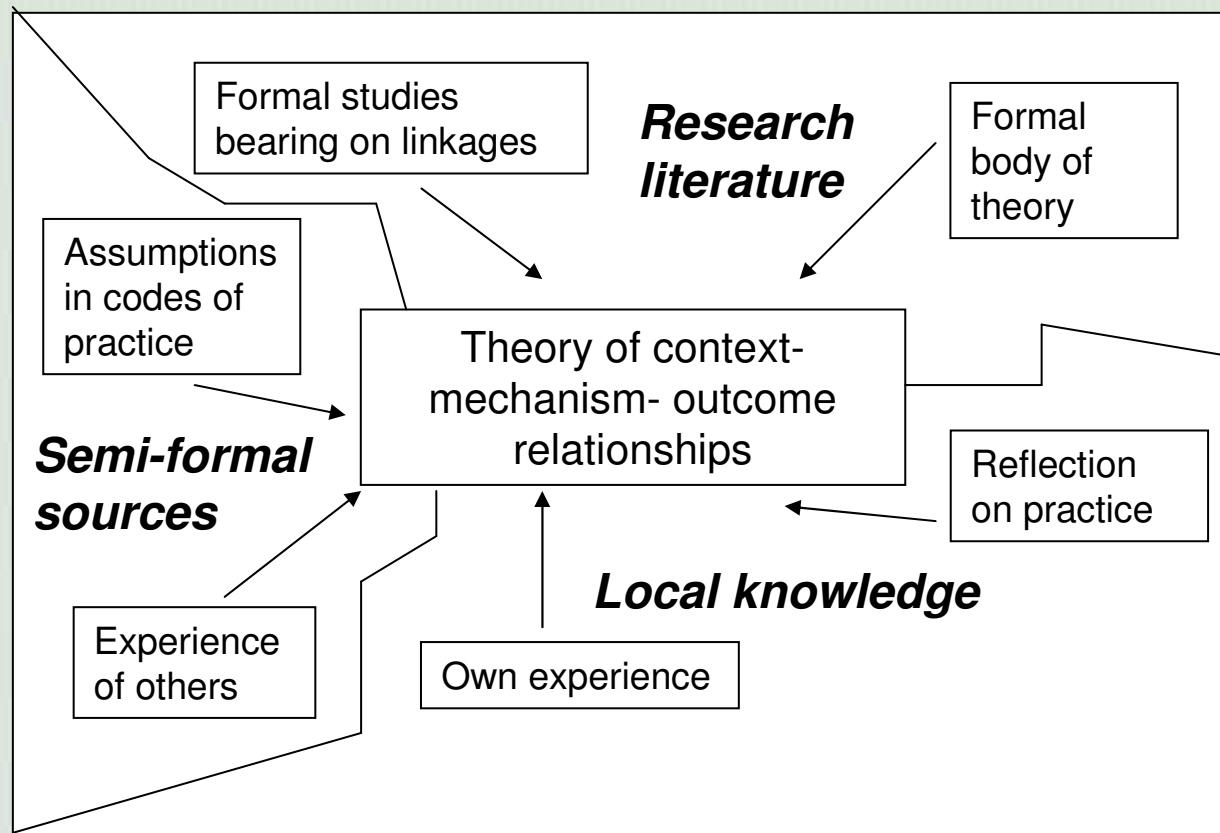 Formal studies
bearing on linkages
Research
literature
Formal
body of
theory
Assumptions
in codes of
practice
Theory of context-
mechanism- outcome
relationships
Semi-formal
sources
Reflection
on practice
Local knowledge
Experience
of others
Own experience